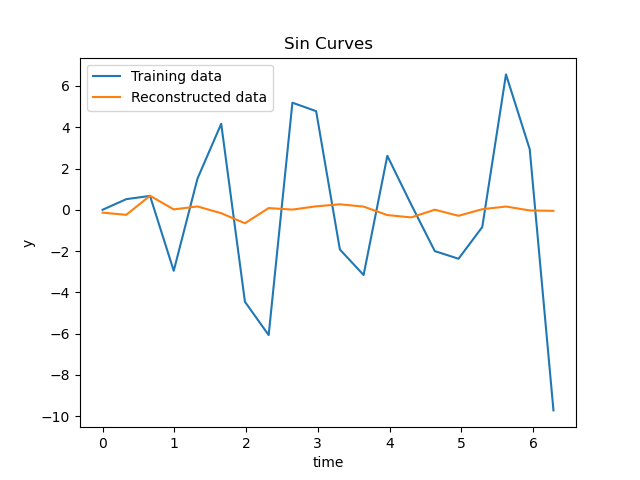 Sin Curves
Training data
Reconstructed data
6
4
2
0
−2
−4
−6
−8
−10
y
0 1 2 3 4 5 6
time